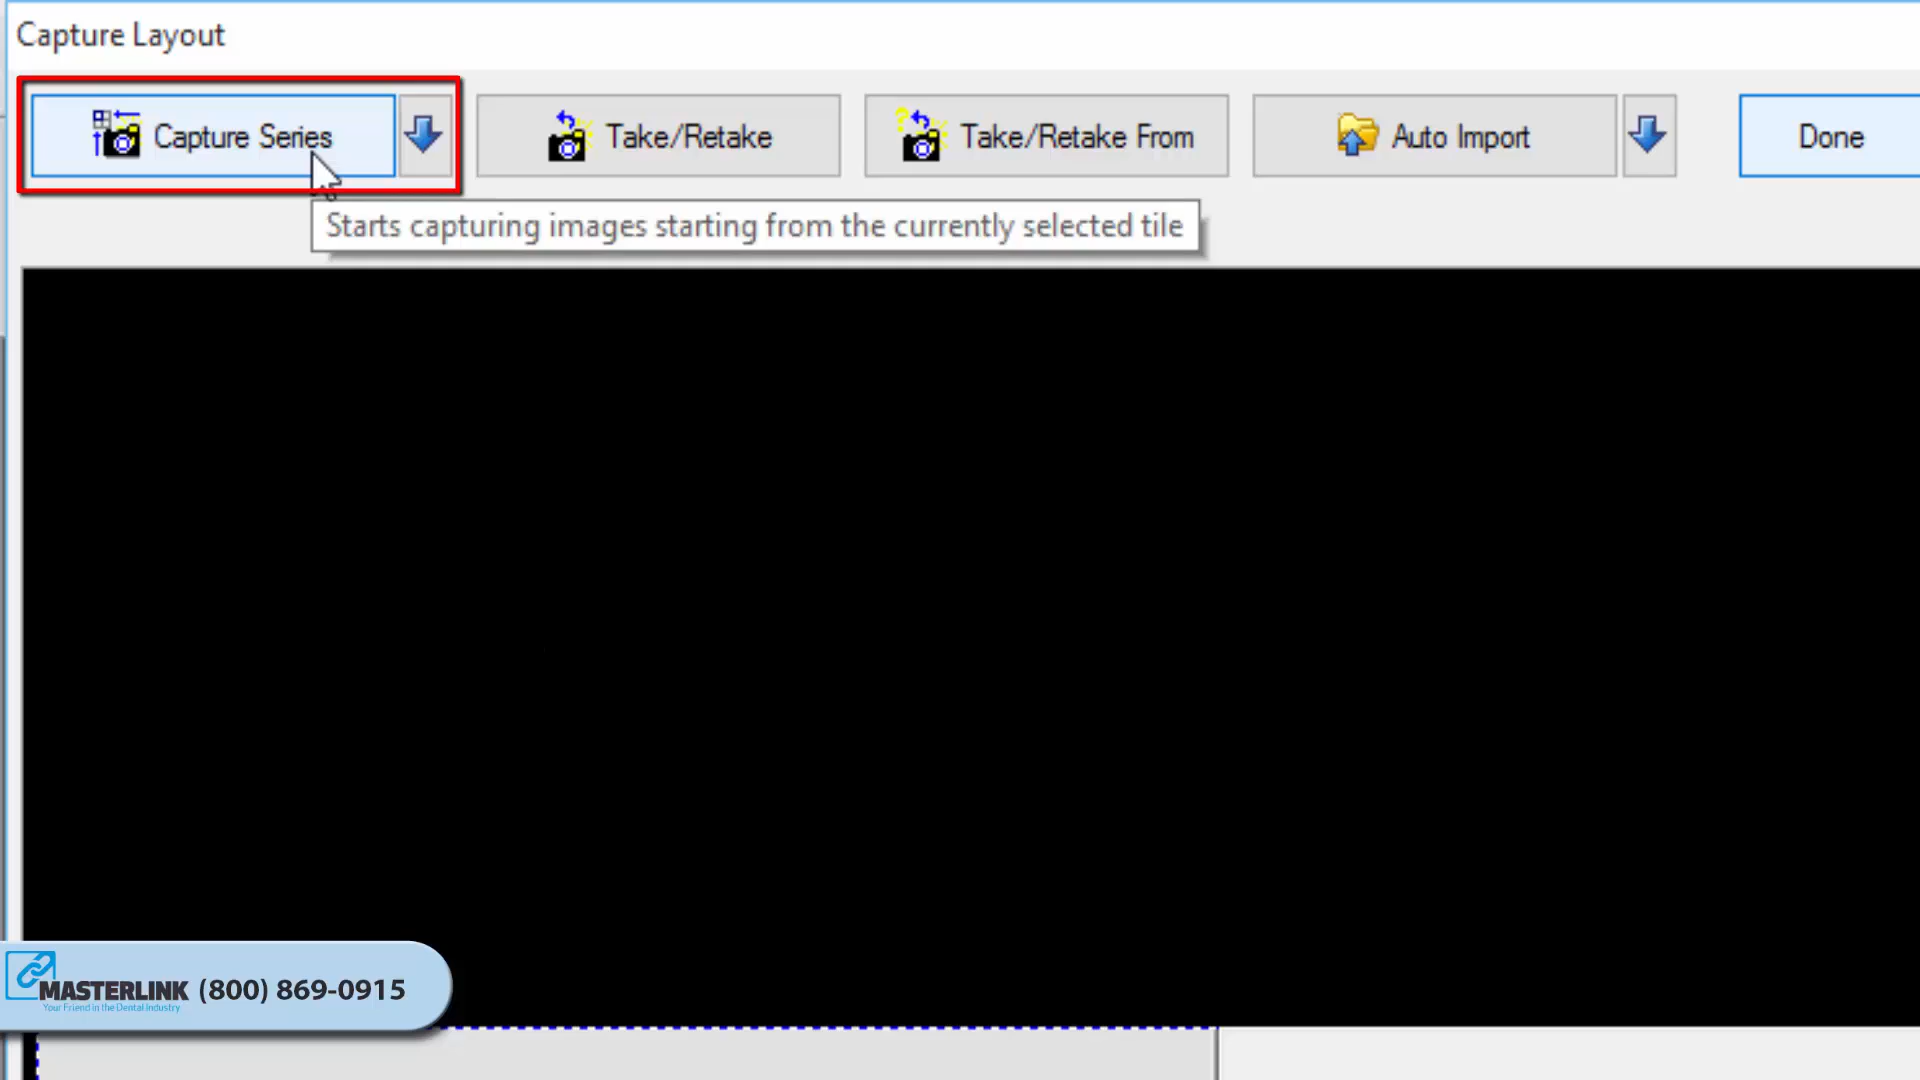 Capture Layout
Capture Series
Take/Retake
Take/Retake From
Auto Import
Done
Starts capturing images starting from the currently selected tile
MASTERLINK (800) 869-0915
Your Friend in the Dental Industry